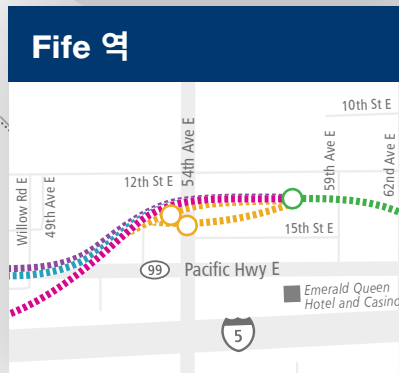 Fife 역
10th St E
54th Ave E
59th Ave E
62nd Ave E
12th St E
Willow Rd E
49th Ave E
15th St E
99
Pacific Hwy E
Emerald Queen
Hotel and Casino
5